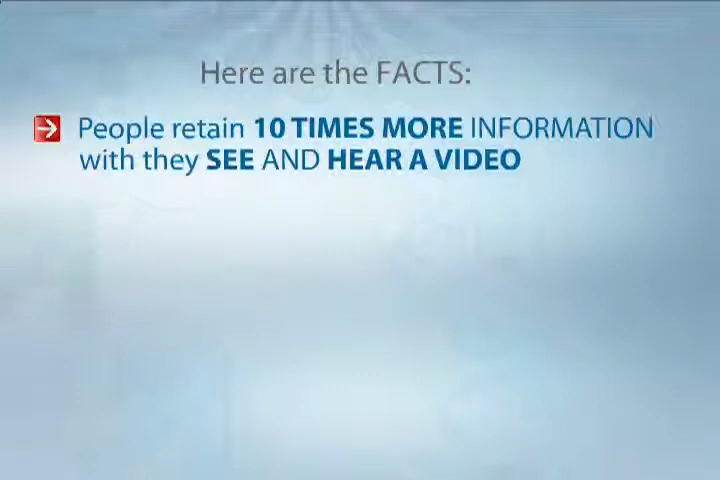 Here are the FACTS:
People retain 10 TIMES MORE INFORMATION
with they SEE AND HEAR A VIDEO